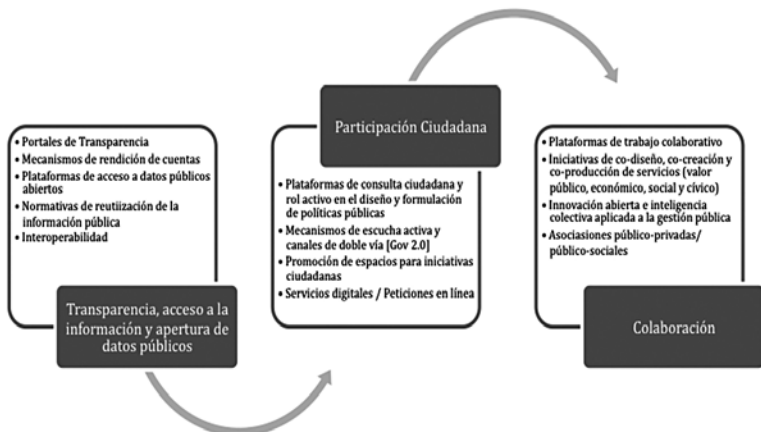 • Portales de Transparencia
• Mecanismos de rendición de cuentas
• Plataformas de acceso a datos públicos
abiertos
• Normativas de reutiización de la
información pública
• Interoperabilidad
Transparencia, acceso a la
información y apertura de
datos públicos
Participación Ciudadana
• Plataformas de consulta ciudadana y
rol activo en el diseño y formulación
de políticas públicas
• Mecanismos de escucha activa y
canales de doble vía [Gov 2.0]
• Promoción de espacios para iniciativas
ciudadanas
• Servicios digitales / Peticiones en línea
• Plataformas de trabajo colaborativo
• Iniciativas de co-diseño, co-creación y
co-producción de servicios (valor
público, económico, social y cívico)
• Innovación abierta e inteligencia
colectiva aplicada a la gestión pública
• Asociasiones público-privadas/
público-sociales
Colaboración